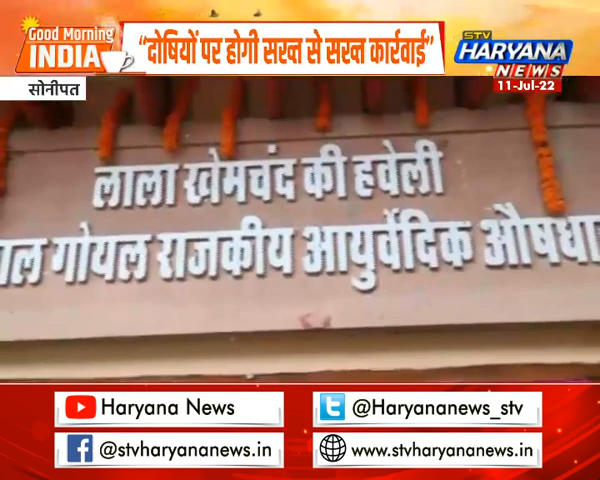 Good Morning
INDIA
“दोषियों पर होगी सख्त से सख्त कार्रवाई”
STV
HARYANA
NEWS
11-Jul-22
सोनीपत
लाला खेमचंद की हवेली
गोयल राजकीय आयुर्वेदिक
Haryana News
@Haryananews_stv
@stvharyananews.in
www.stvharyananews.in